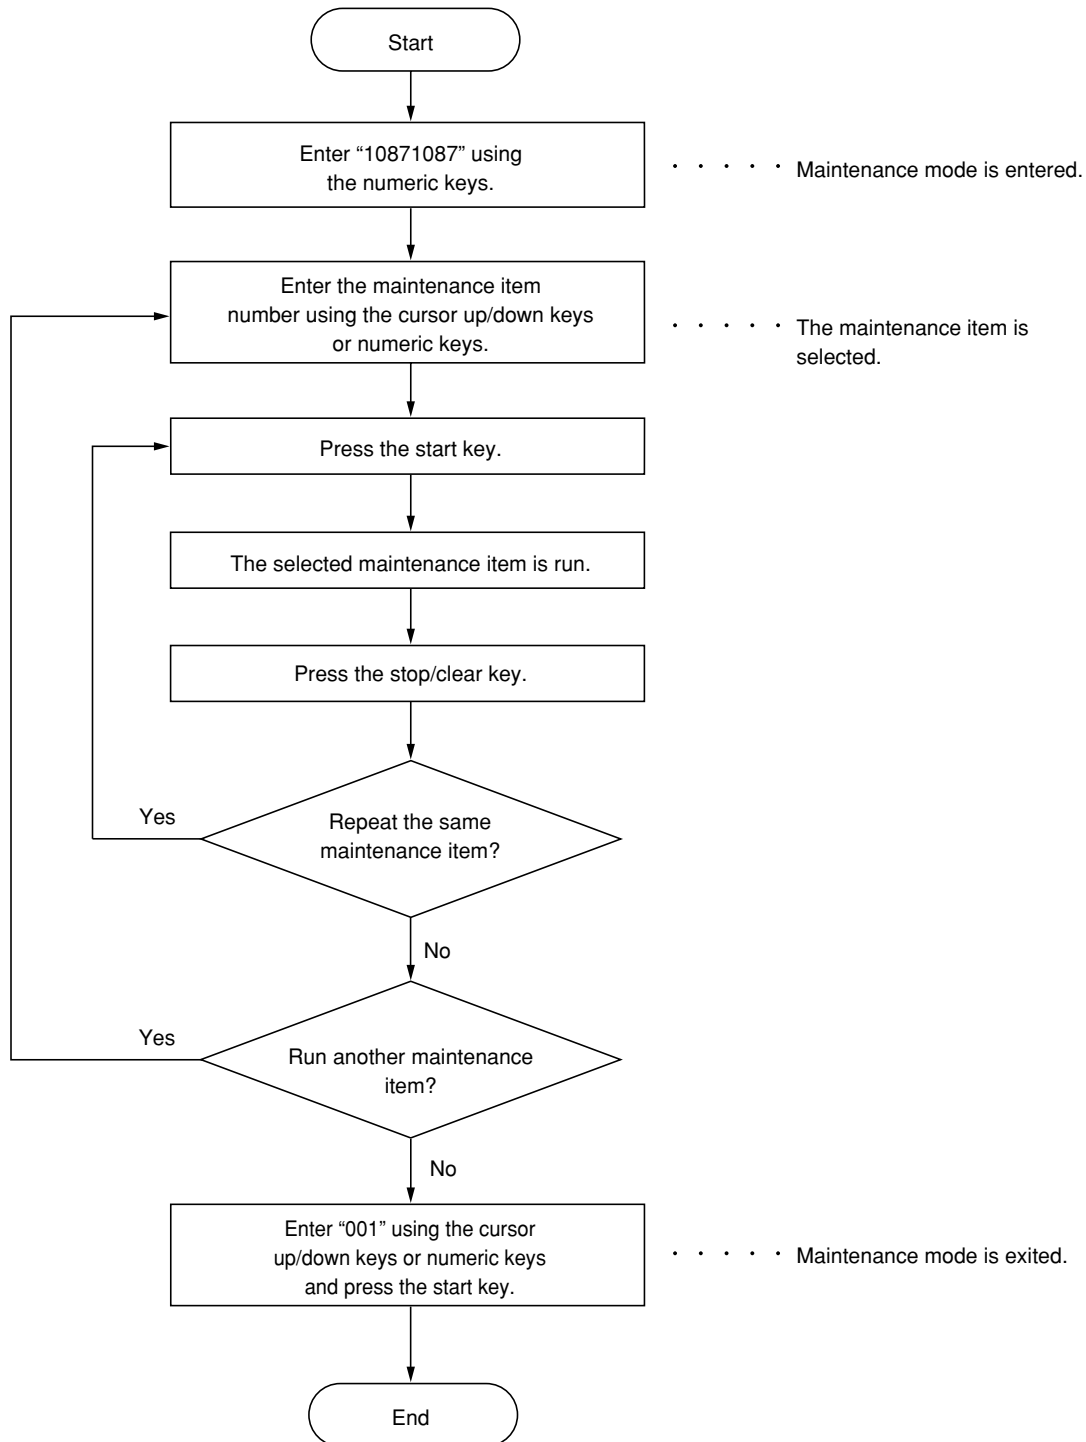 Start
Enter “10871087” using
the numeric keys.
Maintenance mode is entered.
Enter the maintenance item
number using the cursor up/down keys
or numeric keys.
The maintenance item is
selected.
Press the start key.
The selected maintenance item is run.
Press the stop/clear key.
Yes
Repeat the same
maintenance item?
No
Yes
Run another maintenance
item?
No
Enter “001” using the cursor
up/down keys or numeric keys
and press the start key.
Maintenance mode is exited.
End